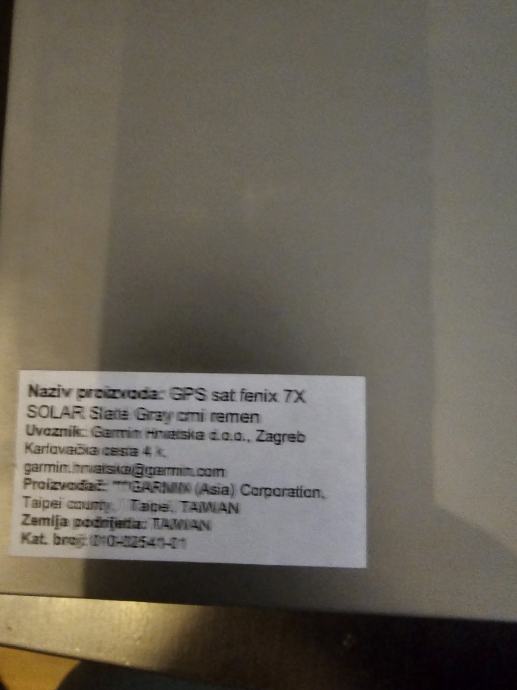 Naziv proizvoda: GPS sat fenix 7X
SOLAR Slate Gray crni remen
Uvoznik: Garmin Hrvatska d.o.o., Zagreb
Karlovačka cesta 4 k,
garmin.hrvatska@garmin.com
Proizvođač: GARMIN (Asia) Corporation,
Taipei county, Taipei, TAIWAN
Zemlja podrijetla: TAIWAN
Kat. broj: 010-02541-01